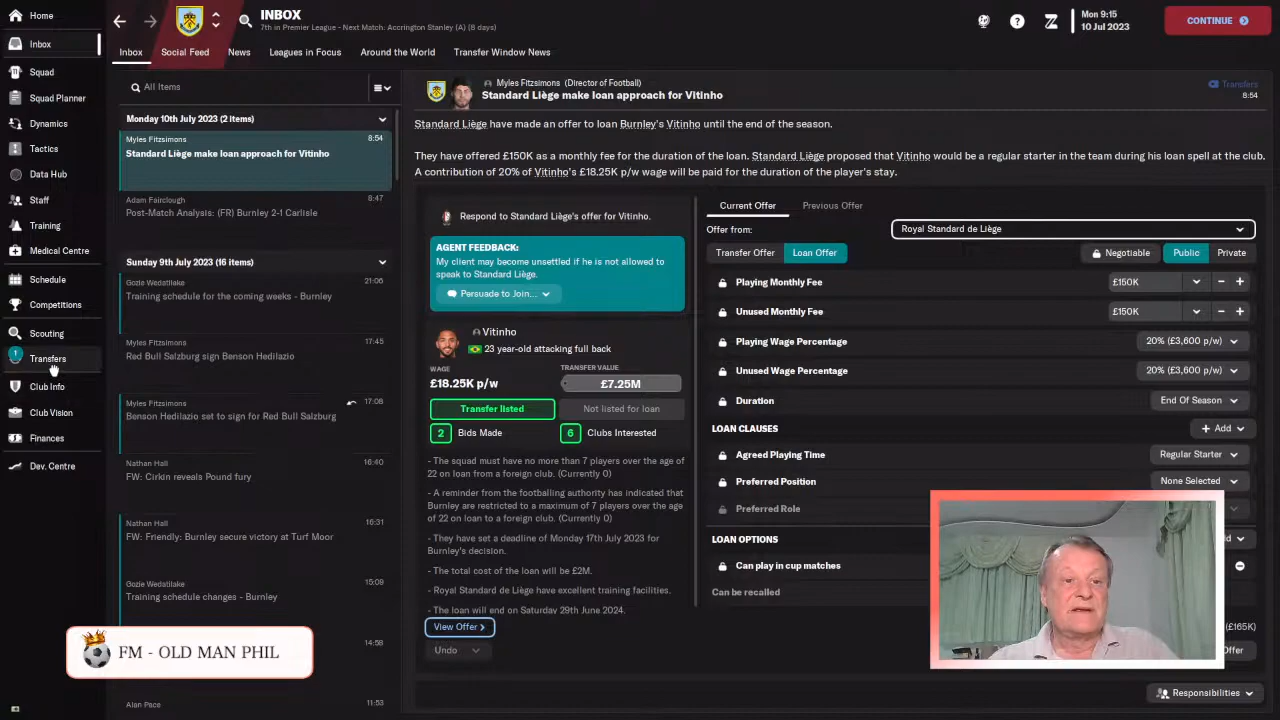 Home
Inbox
Squad
Squad Planner
Dynamics
Tactics
Data Hub
Staff
Training
Medical Centre
Schedule
Competitions
Scouting
1
Transfers
Club Info
Club Vision
Finances
Dev. Centre
INBOX
7th in Premier League - Next Match: Accrington Stanley (A) (8 days)
Mon 9:15
10 Jul 2023
CONTINUE
Inbox Social Feed News Leagues in Focus Around the World Transfer Window News
All Items
Monday 10th July 2023 (2 items)
Myles Fitzsimons 8:54
Standard Liège make loan approach for Vitinho
Adam Fairclough 8:47
Post-Match Analysis: (FR) Burnley 2-1 Carlisle
Sunday 9th July 2023 (16 items)
Gozie Wedatilake 21:06
Training schedule for the coming weeks - Burnley
Myles Fitzsimons 17:45
Red Bull Salzburg sign Benson Hedilazio
Myles Fitzsimons 17:08
Benson Hedilazio set to sign for Red Bull Salzburg
Nathan Hall 16:40
FW: Cirkin reveals Pound fury
Nathan Hall 16:31
FW: Friendly: Burnley secure victory at Turf Moor
Gozie Wedatilake 15:09
Training schedule changes - Burnley
14:58
FM - OLD MAN PHIL
Alan Pace 11:53
Myles Fitzsimons (Director of Football)
Standard Liège make loan approach for Vitinho
Transfers
8:54
Standard Liège have made an offer to loan Burnley's Vitinho until the end of the season.
They have offered £150K as a monthly fee for the duration of the loan. Standard Liège proposed that Vitinho would be a regular starter in the team during his loan spell at the club.
A contribution of 20% of Vitinho's £18.25K p/w wage will be paid for the duration of the player's stay.
Respond to Standard Liège's offer for Vitinho.
AGENT FEEDBACK:
My client may become unsettled if he is not allowed to
speak to Standard Liège.
Persuade to Join...
Vitinho
23 year-old attacking full back
WAGE TRANSFER VALUE
£18.25K p/w £7.25M
Transfer listed Not listed for loan
2 Bids Made 6 Clubs Interested
- The squad must have no more than 7 players over the age of
22 on loan from a foreign club. (Currently 0)
- A reminder from the footballing authority has indicated that
Burnley are restricted to a maximum of 7 players over the
age of 22 on loan to a foreign club. (Currently 0)
- They have set a deadline of Monday 17th July 2023 for
Burnley's decision.
- The total cost of the loan will be £2M.
- Royal Standard de Liège have excellent training facilities.
- The loan will end on Saturday 29th June 2024.
View Offer >
Undo
Current Offer Previous Offer
Offer from: Royal Standard de Liège
Transfer Offer Loan Offer Negotiable Public Private
Playing Monthly Fee £150K
Unused Monthly Fee £150K
Playing Wage Percentage 20% (£3,600 p/w)
Unused Wage Percentage 20% (£3,600 p/w)
Duration End Of Season
LOAN CLAUSES + Add
Agreed Playing Time Regular Starter
Preferred Position None Selected
Preferred Role
LOAN OPTIONS
Can play in cup matches
Can be recalled
(£165K)
Offer
Responsibilities